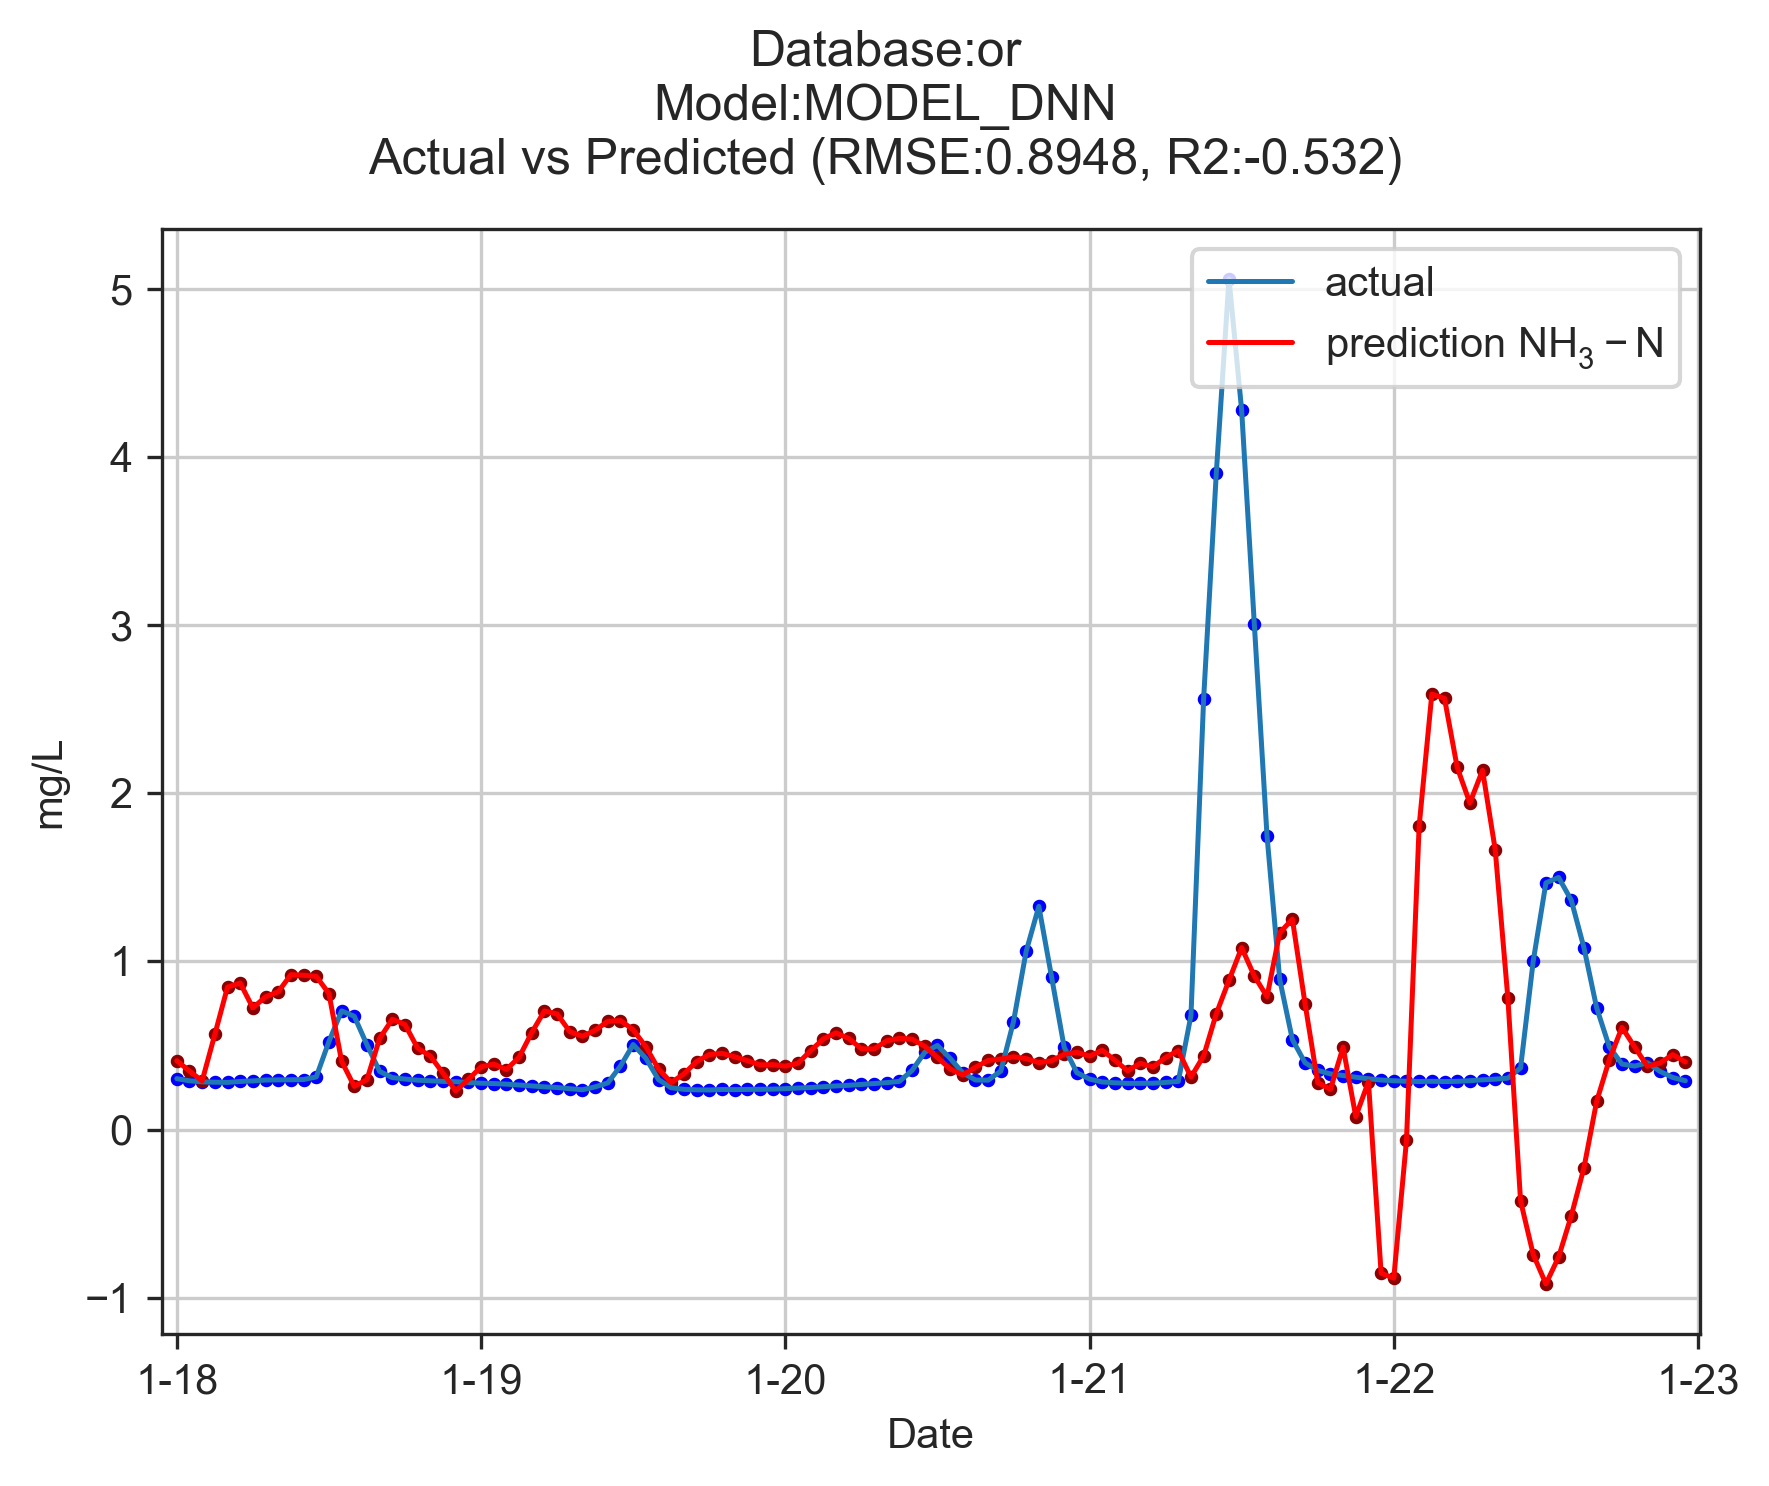 Database:or
Model:MODEL_DNN
Actual vs Predicted (RMSE:0.8948, R2:-0.532)
actual
prediction NH₃ − N
5
4
3
2
1
0
−1
mg/L
1-18 1-19 1-20 1-21 1-22 1-23
Date